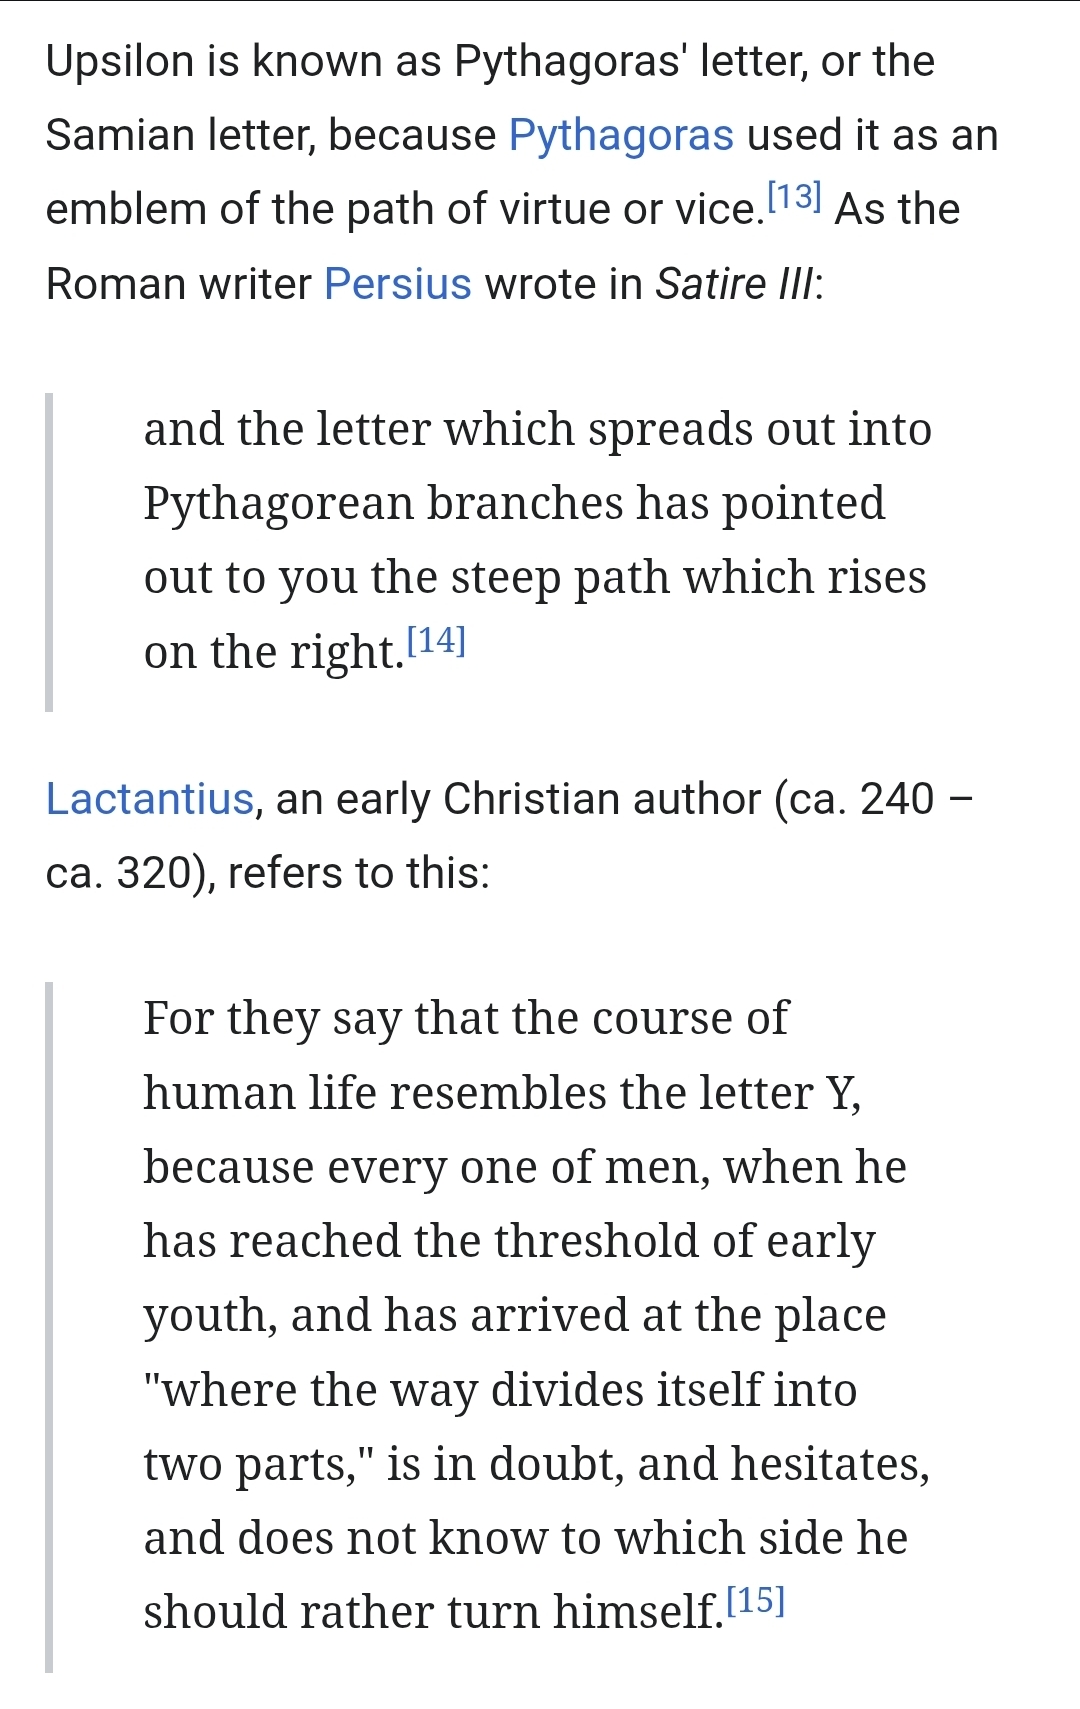 Upsilon is known as Pythagoras' letter, or the
Samian letter, because Pythagoras used it as an
emblem of the path of virtue or vice.[13] As the
Roman writer Persius wrote in Satire III:
and the letter which spreads out into
Pythagorean branches has pointed
out to you the steep path which rises
on the right.[14]
Lactantius, an early Christian author (ca. 240 –
ca. 320), refers to this:
For they say that the course of
human life resembles the letter Y,
because every one of men, when he
has reached the threshold of early
youth, and has arrived at the place
"where the way divides itself into
two parts," is in doubt, and hesitates,
and does not know to which side he
should rather turn himself.[15]